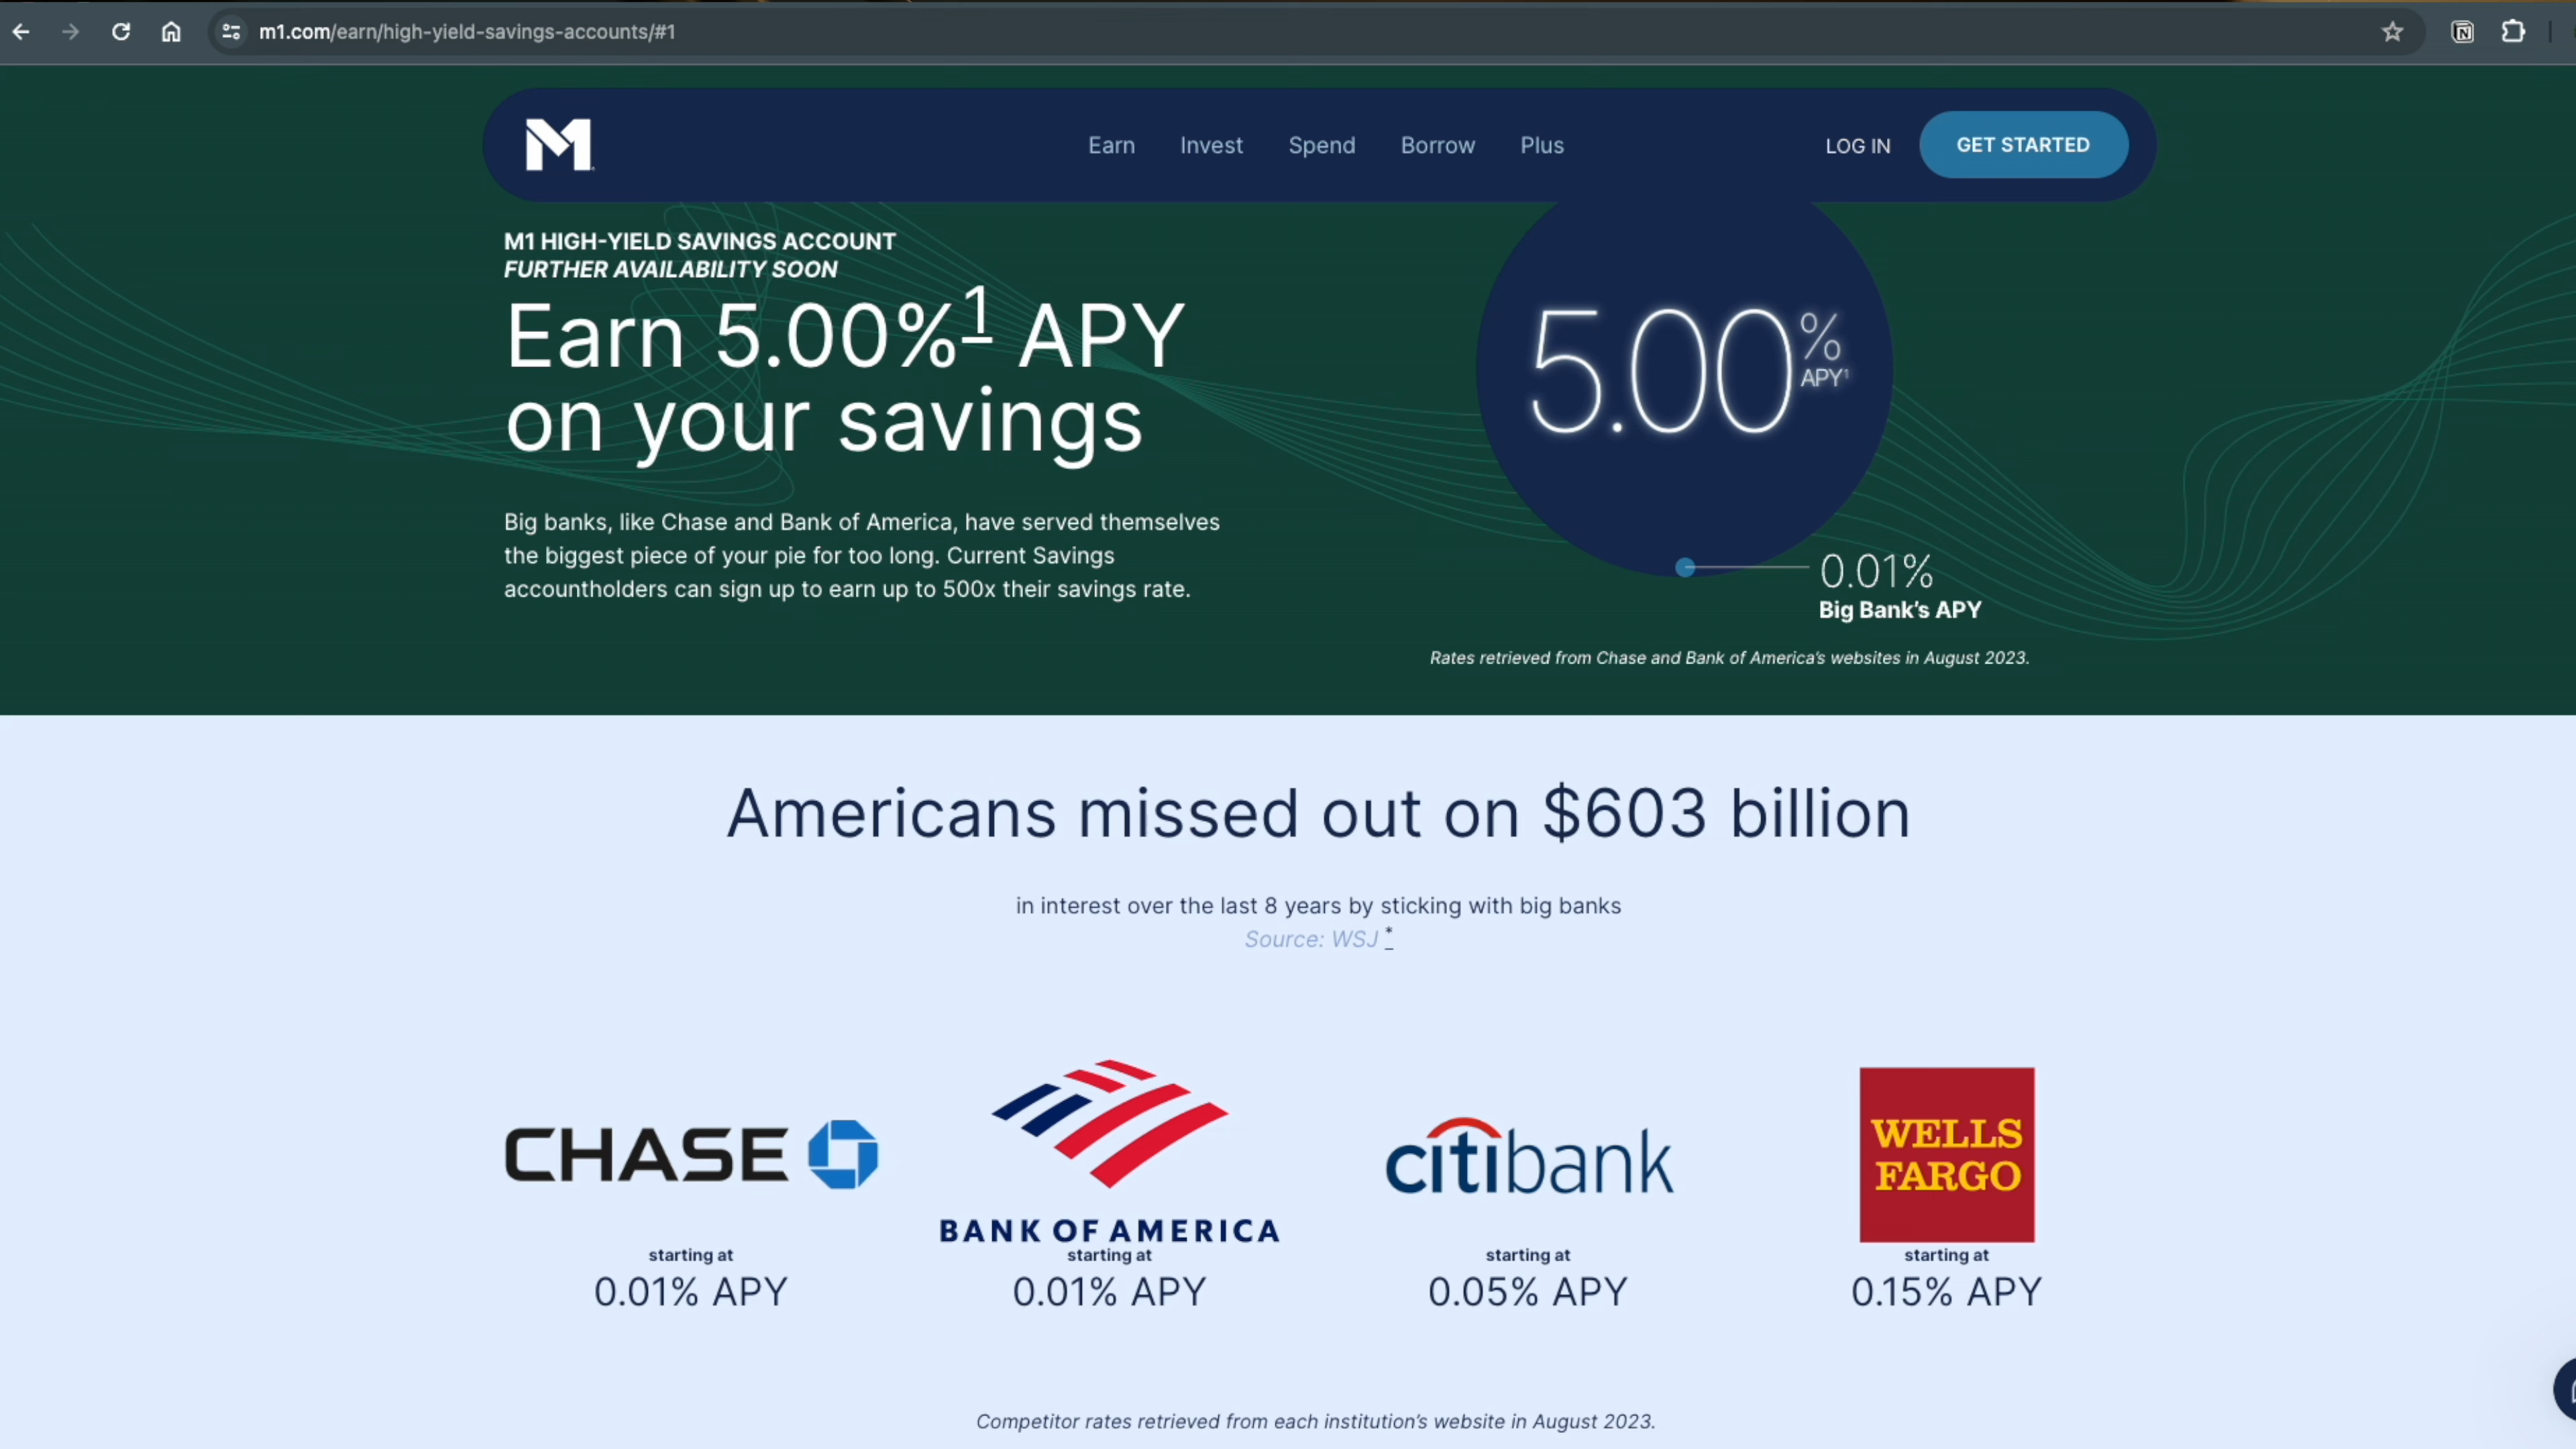 m1.com/earn/high-yield-savings-accounts/#1
M1
Earn Invest Spend Borrow Plus LOG IN GET STARTED
M1 HIGH-YIELD SAVINGS ACCOUNT
FURTHER AVAILABILITY SOON
Earn 5.00%1 APY
on your savings
Big banks, like Chase and Bank of America, have served themselves
the biggest piece of your pie for too long. Current Savings
accountholders can sign up to earn up to 500x their savings rate.
5.00%
APY1
0.01%
Big Bank's APY
Rates retrieved from Chase and Bank of America's websites in August 2023.
Americans missed out on $603 billion
in interest over the last 8 years by sticking with big banks
Source: WSJ *
CHASE
BANK OF AMERICA
citibank
WELLS
FARGO
starting at starting at starting at starting at
0.01% APY 0.01% APY 0.05% APY 0.15% APY
Competitor rates retrieved from each institution's website in August 2023.